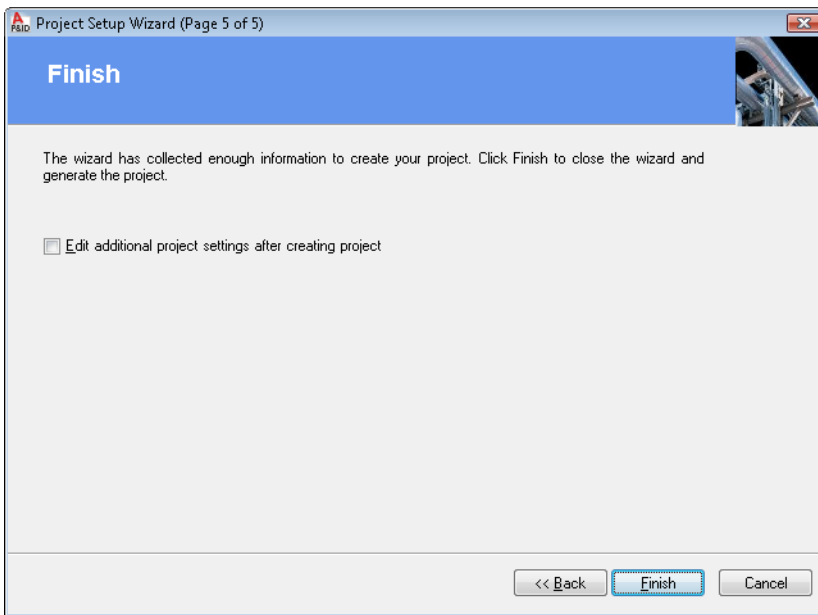 A
P&ID
Project Setup Wizard (Page 5 of 5)
Finish
The wizard has collected enough information to create your project. Click Finish to close the wizard and
generate the project.
Edit additional project settings after creating project
<< Back
Finish
Cancel